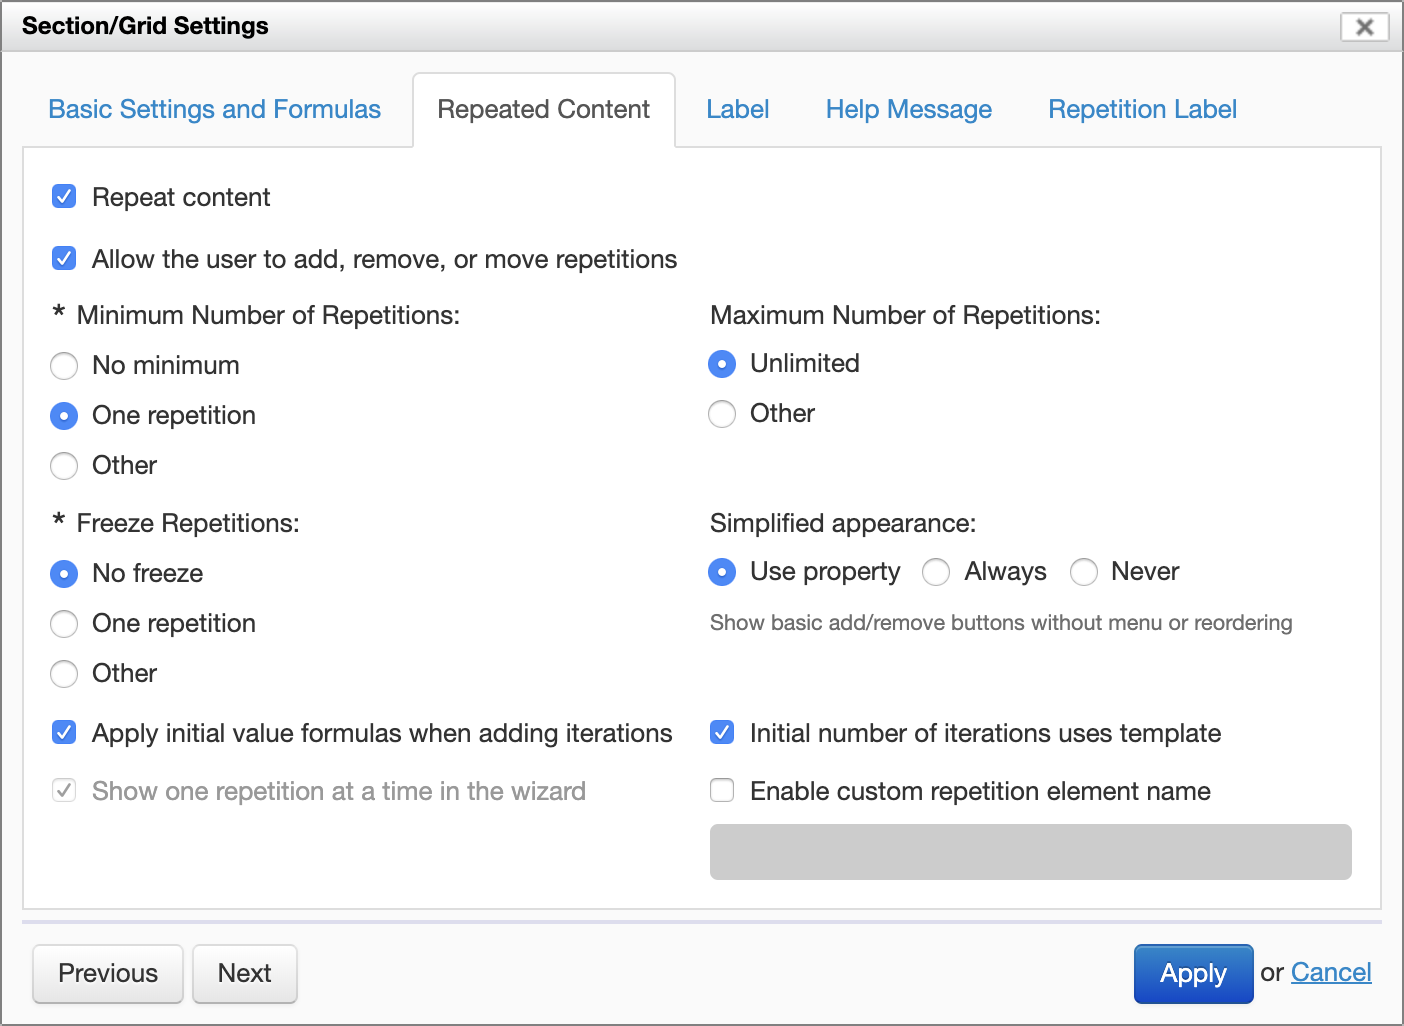 Section/Grid Settings
Basic Settings and Formulas
Repeated Content
Label
Help Message
Repetition Label
Repeat content
Allow the user to add, remove, or move repetitions
* Minimum Number of Repetitions:
No minimum
One repetition
Other
Maximum Number of Repetitions:
Unlimited
Other
* Freeze Repetitions:
No freeze
One repetition
Other
Simplified appearance:
Use property
Always
Never
Show basic add/remove buttons without menu or reordering
Apply initial value formulas when adding iterations
Initial number of iterations uses template
Show one repetition at a time in the wizard
Enable custom repetition element name
Previous
Next
Apply or Cancel